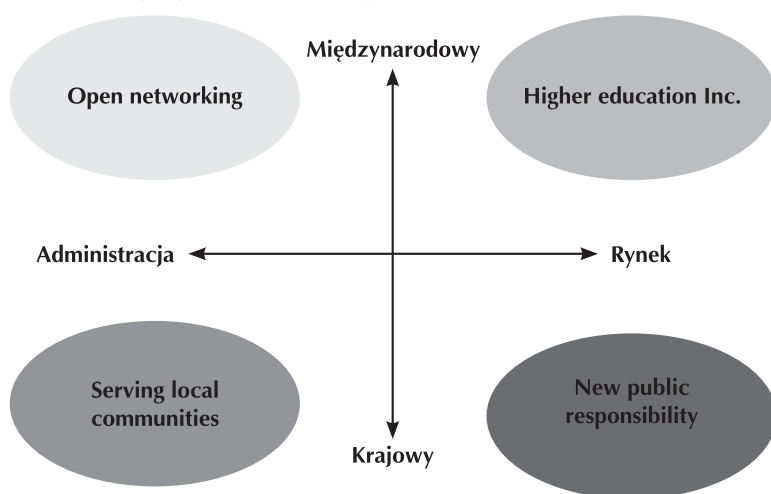 Międzynarodowy
Open networking
Higher education Inc.
Administracja
Rynek
Serving local
communities
New public
responsibility
Krajowy